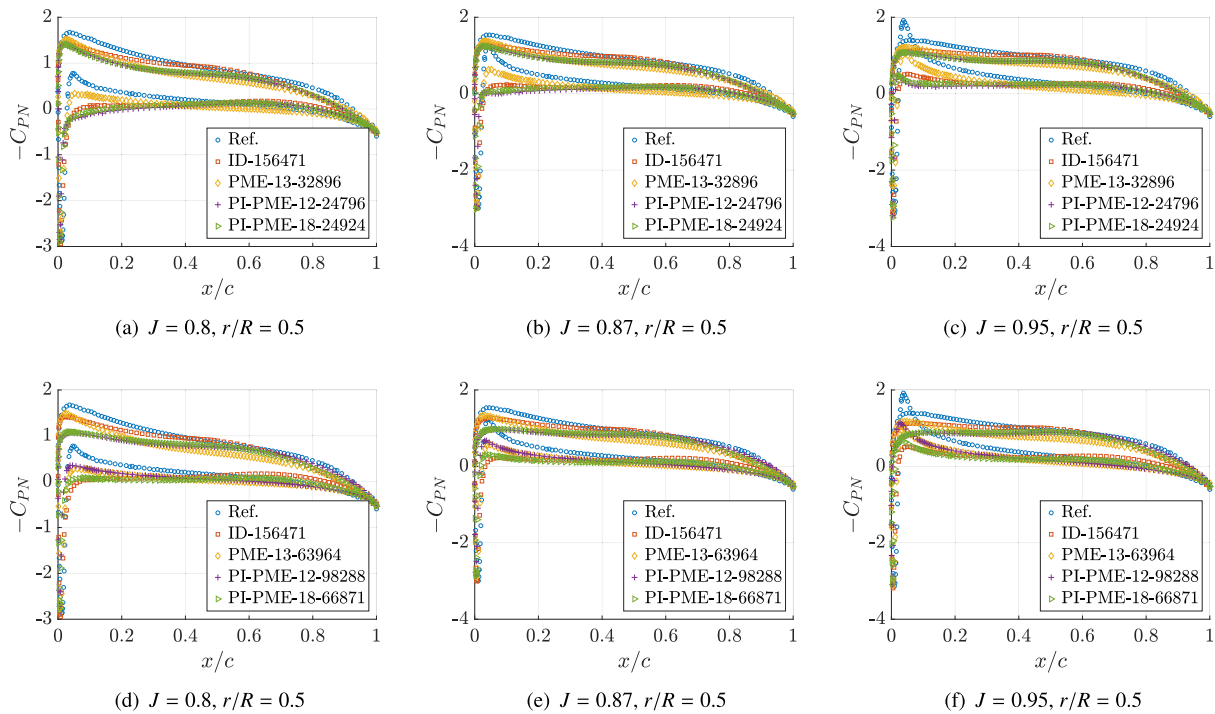 2
1
0
-1
-2
-3
0 0.2 0.4 0.6 0.8 1
x/c
−C_PN
Ref.
ID-156471
PME-13-32896
PI-PME-12-24796
PI-PME-18-24924
(a) J = 0.8, r/R = 0.5
2
0
-2
-4
0 0.2 0.4 0.6 0.8 1
x/c
−C_PN
Ref.
ID-156471
PME-13-32896
PI-PME-12-24796
PI-PME-18-24924
(b) J = 0.87, r/R = 0.5
2
0
-2
-4
0 0.2 0.4 0.6 0.8 1
x/c
−C_PN
Ref.
ID-156471
PME-13-32896
PI-PME-12-24796
PI-PME-18-24924
(c) J = 0.95, r/R = 0.5
2
1
0
-1
-2
-3
0 0.2 0.4 0.6 0.8 1
x/c
−C_PN
Ref.
ID-156471
PME-13-63964
PI-PME-12-98288
PI-PME-18-66871
(d) J = 0.8, r/R = 0.5
2
0
-2
-4
0 0.2 0.4 0.6 0.8 1
x/c
−C_PN
Ref.
ID-156471
PME-13-63964
PI-PME-12-98288
PI-PME-18-66871
(e) J = 0.87, r/R = 0.5
2
0
-2
-4
0 0.2 0.4 0.6 0.8 1
x/c
−C_PN
Ref.
ID-156471
PME-13-63964
PI-PME-12-98288
PI-PME-18-66871
(f) J = 0.95, r/R = 0.5